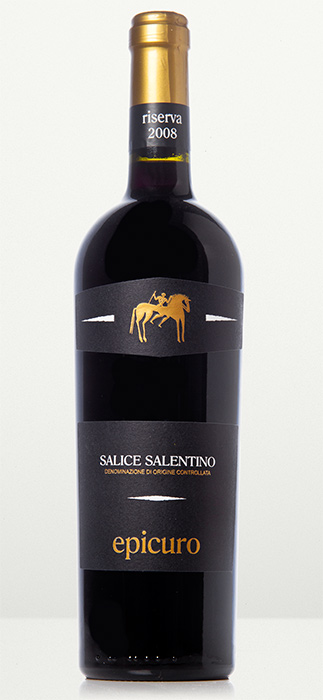 riserva
2008
SALICE SALENTINO
DENOMINAZIONE DI ORIGINE CONTROLLATA
epicuro